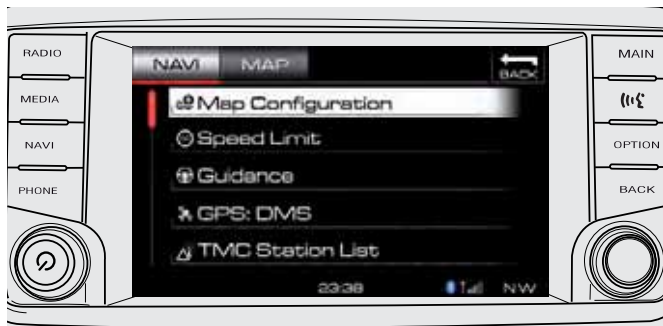 RADIO
MEDIA
NAVI
PHONE
NAVI MAP
BACK
Map Configuration
Speed Limit
Guidance
GPS: DMS
TMC Station List
23:38 NW
MAIN
OPTION
BACK